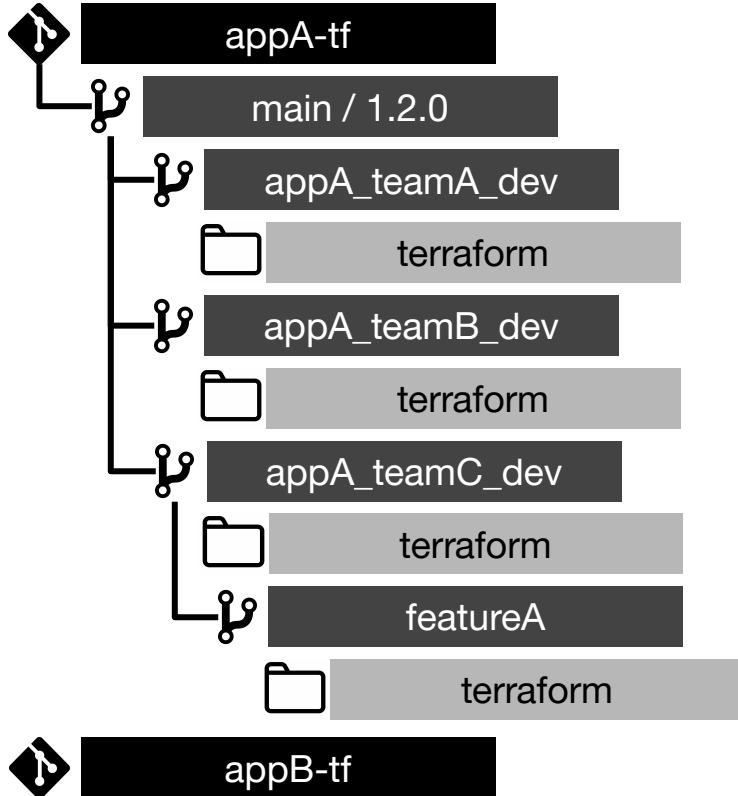 appA-tf
main / 1.2.0
appA_teamA_dev
terraform
appA_teamB_dev
terraform
appA_teamC_dev
terraform
featureA
terraform
appB-tf